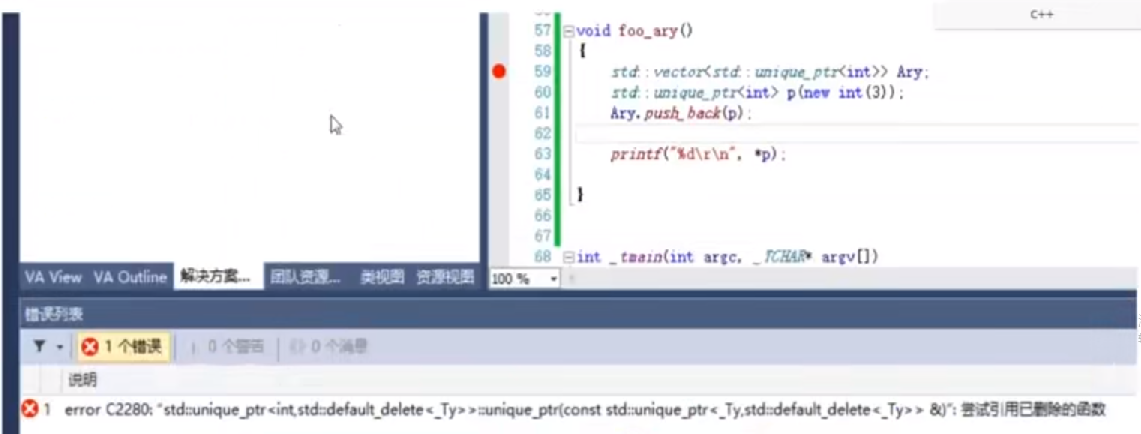 C++
57 void foo_ary()
58 {
59 std::vector<std::unique_ptr<int>> Ary;
60 std::unique_ptr<int> p(new int(3));
61 Ary.push_back(p);
62
63 printf("%d\r\n", *p);
64
65 }
66
67
68 int _tmain(int argc, _TCHAR* argv[])
VA View VA Outline 解决方案... 团队资源... 类视图 资源视图 100 %
错误列表
1 个错误 0 个警告 0 个消息
说明
1 error C2280: “std::unique_ptr<int,std::default_delete<_Ty>>::unique_ptr(const std::unique_ptr<_Ty,std::default_delete<_Ty>> &)”: 尝试引用已删除的函数